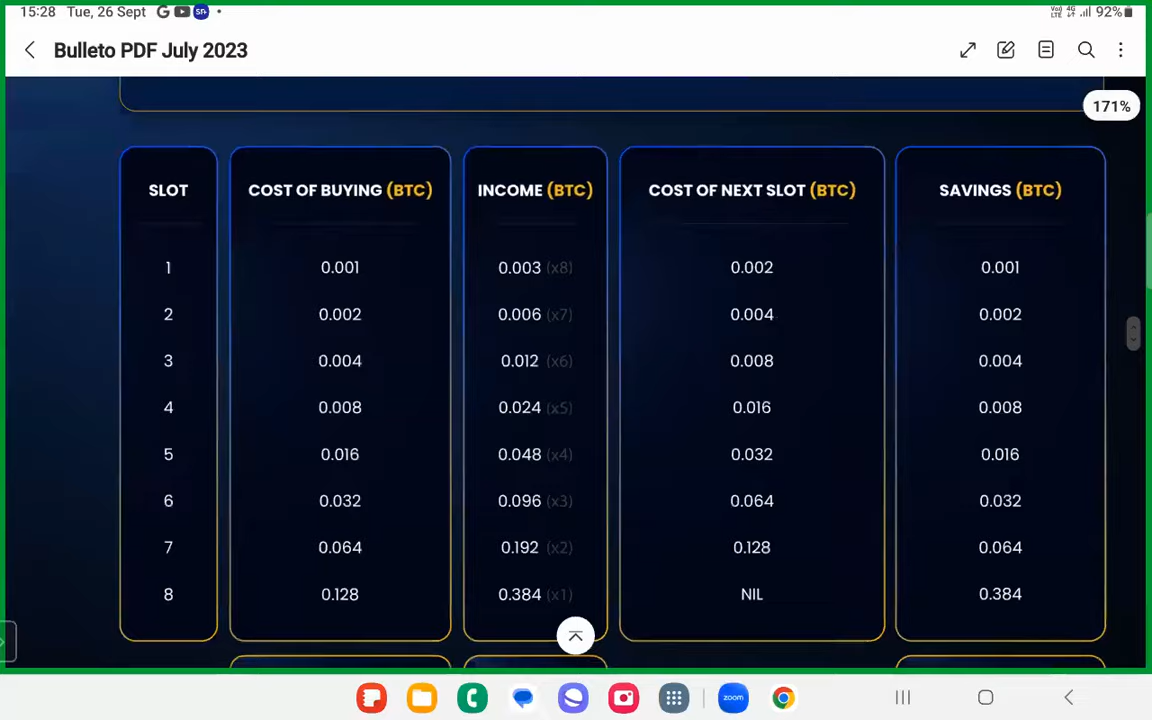 15:28 Tue, 26 Sept
92%
Bulleto PDF July 2023
171%
SLOT COST OF BUYING (BTC) INCOME (BTC) COST OF NEXT SLOT (BTC) SAVINGS (BTC)
1 0.001 0.003 (x8) 0.002 0.001
2 0.002 0.006 (x7) 0.004 0.002
3 0.004 0.012 (x6) 0.008 0.004
4 0.008 0.024 (x5) 0.016 0.008
5 0.016 0.048 (x4) 0.032 0.016
6 0.032 0.096 (x3) 0.064 0.032
7 0.064 0.192 (x2) 0.128 0.064
8 0.128 0.384 (x1) NIL 0.384
zoom